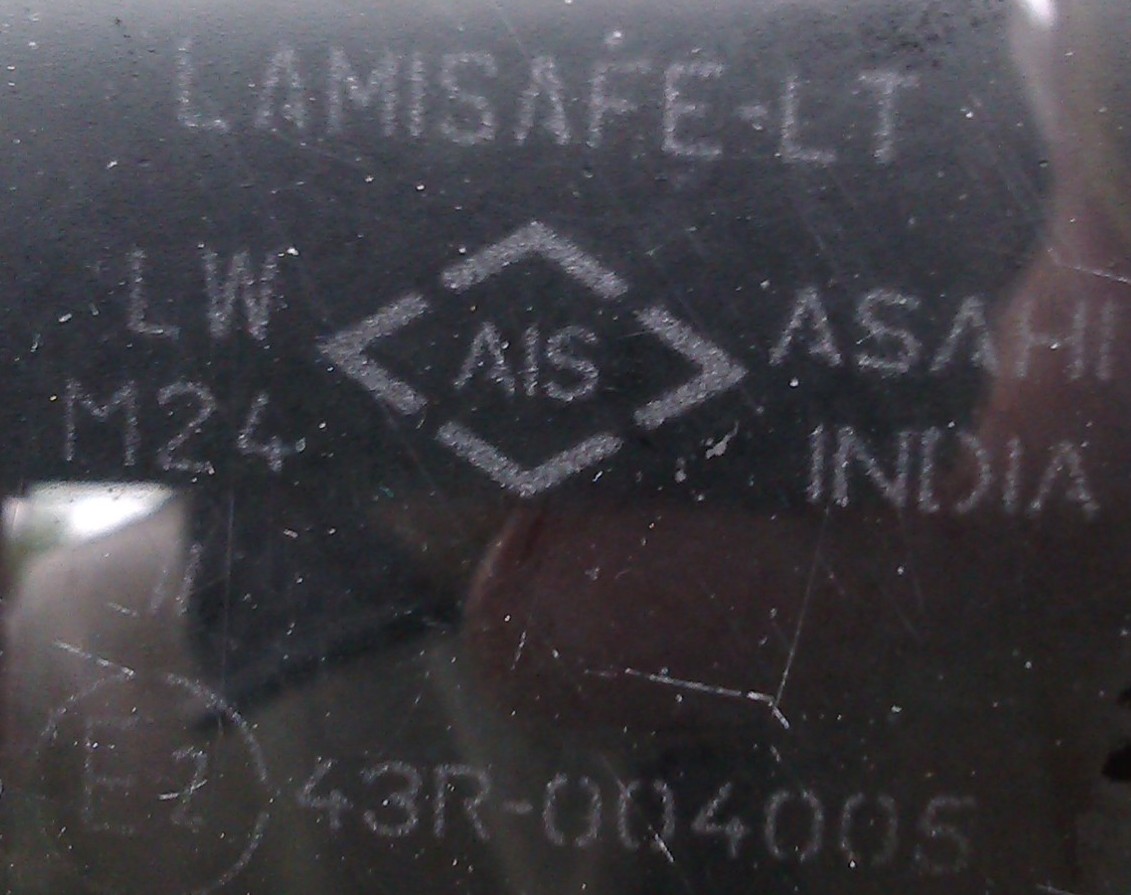 LAMISAFE-LT
LW
M24
AIS
ASAHI
INDIA
E2 43R-004005